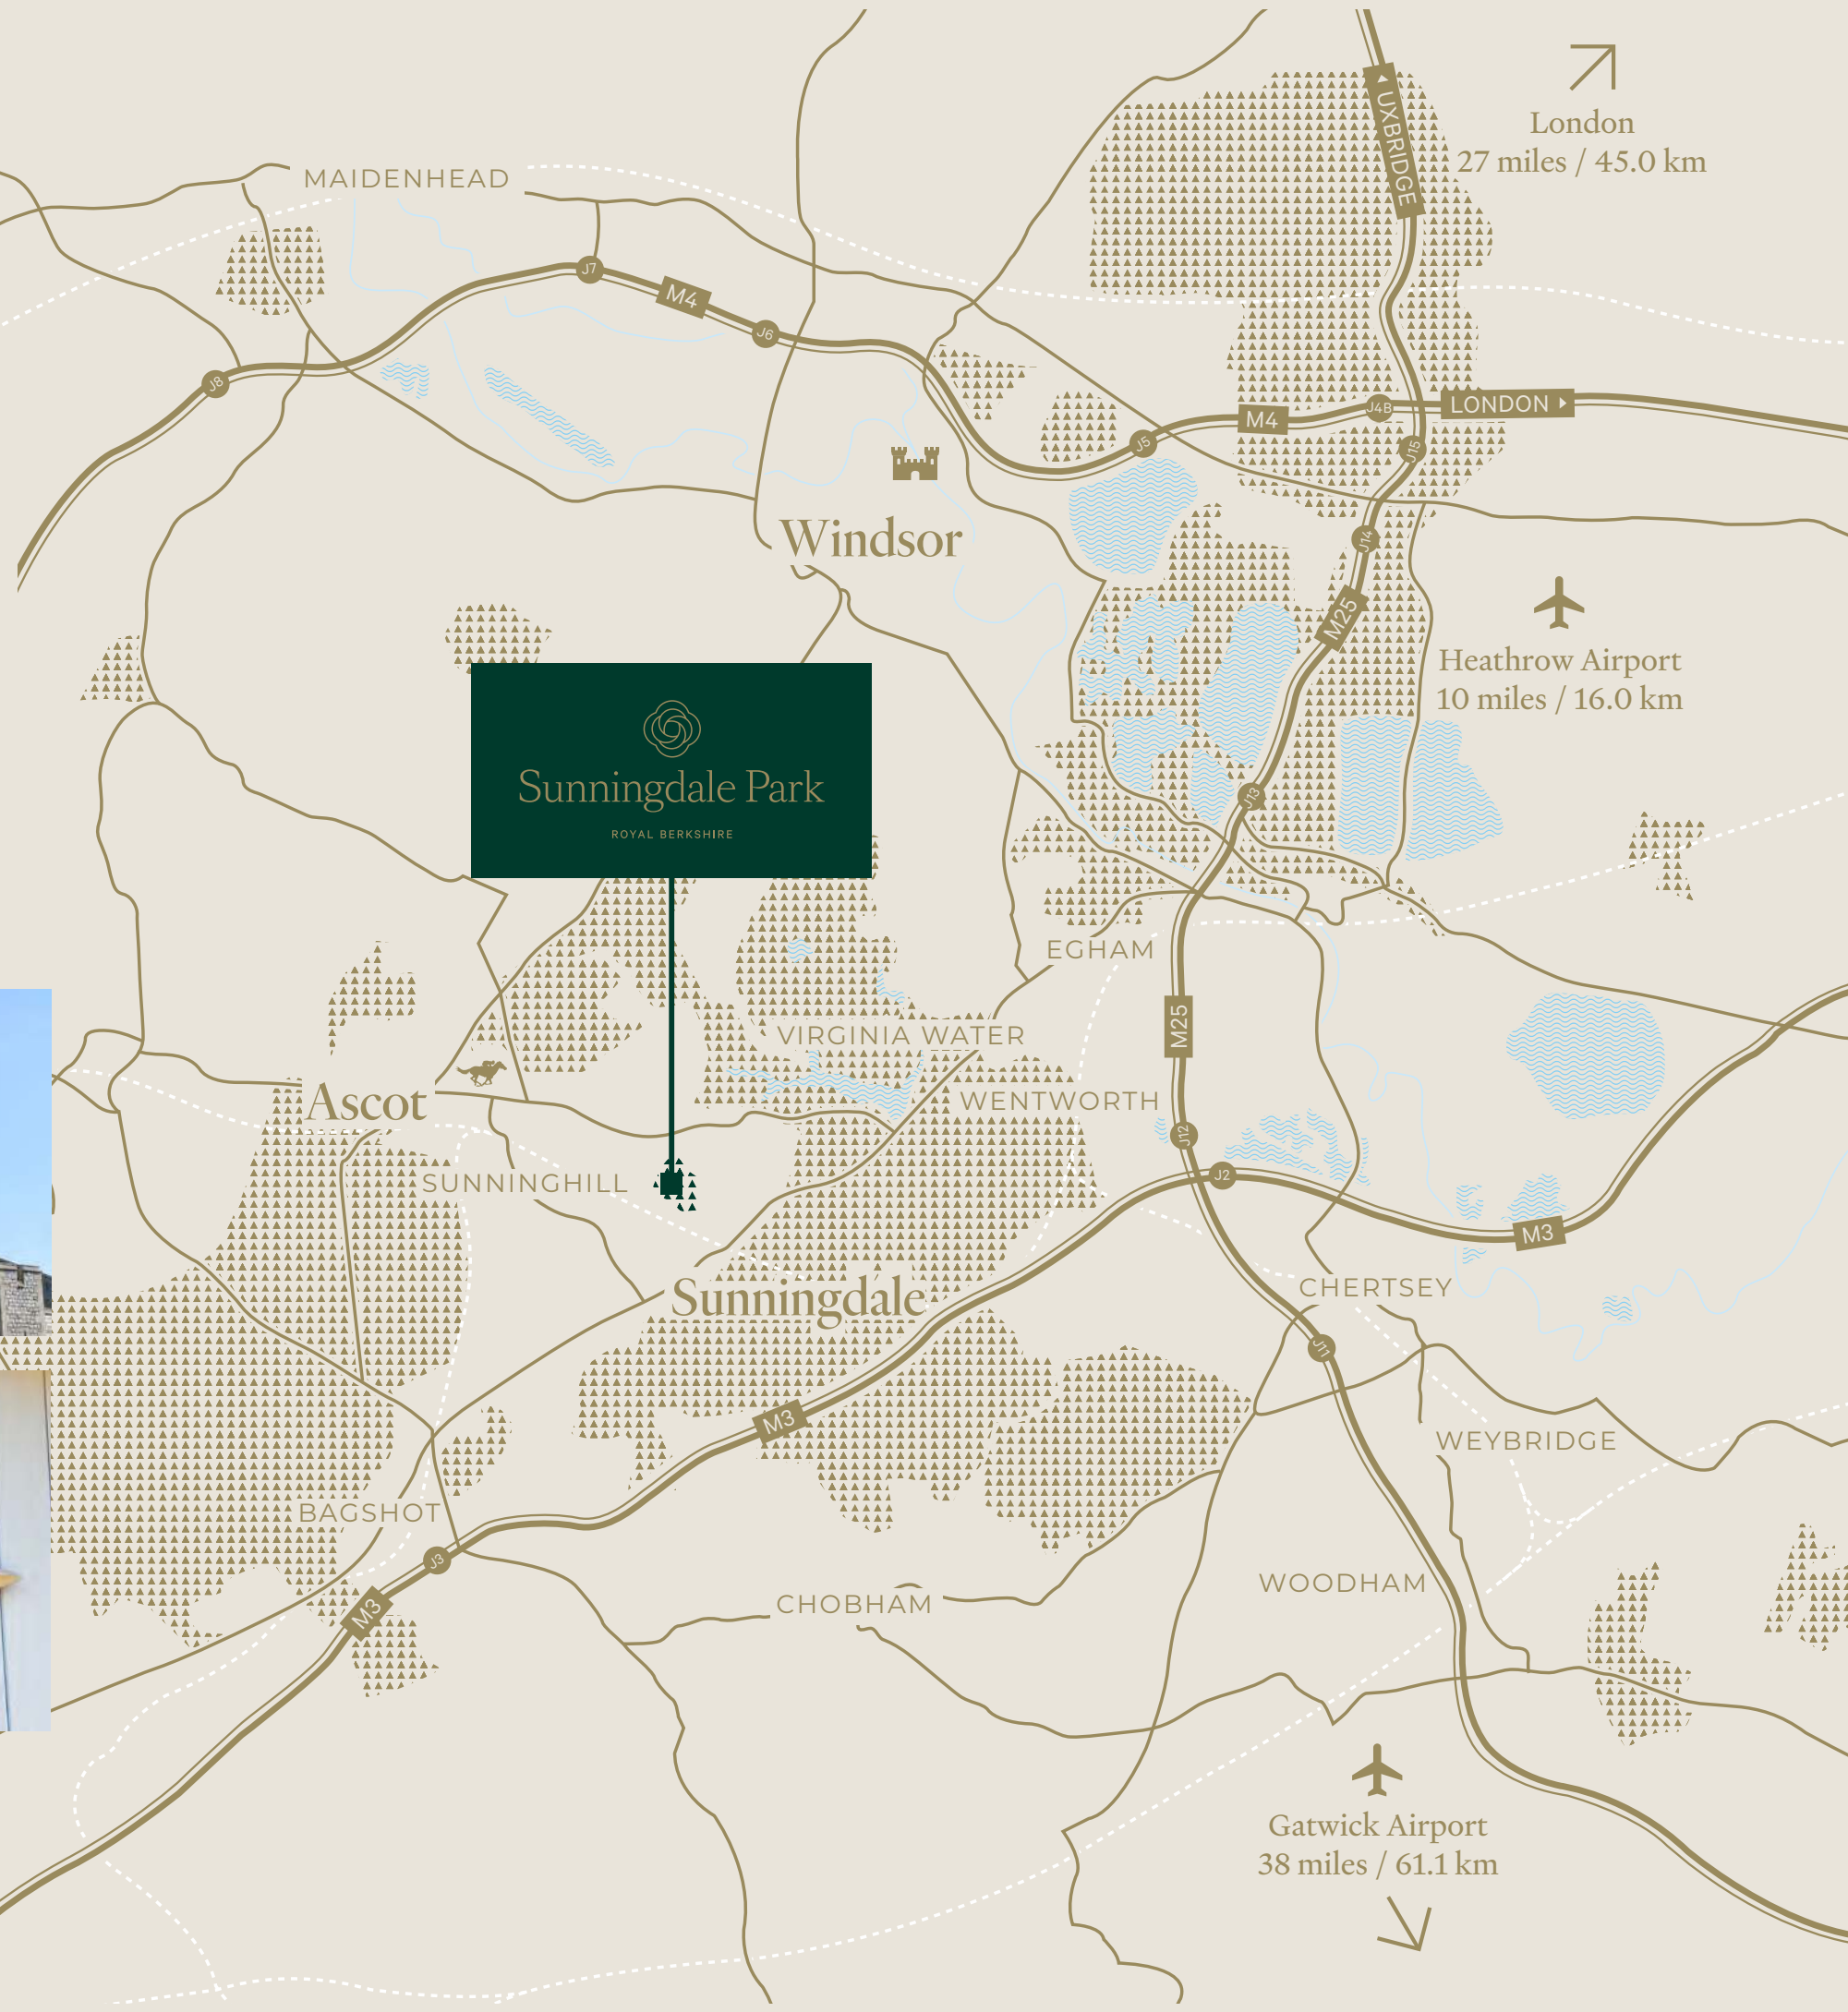 UXBRIDGE
London
27 miles / 45.0 km
MAIDENHEAD
J7
M4
J6
J8
M4
J4B
LONDON
J5
J15
Windsor
J14
M25
Heathrow Airport
10 miles / 16.0 km
Sunningdale Park
ROYAL BERKSHIRE
J13
EGHAM
M25
VIRGINIA WATER
Ascot
WENTWORTH
J12
SUNNINGHILL
J2
M3
Sunningdale
CHERTSEY
J11
M3
WEYBRIDGE
BAGSHOT
J3
M3
CHOBHAM
WOODHAM
Gatwick Airport
38 miles / 61.1 km